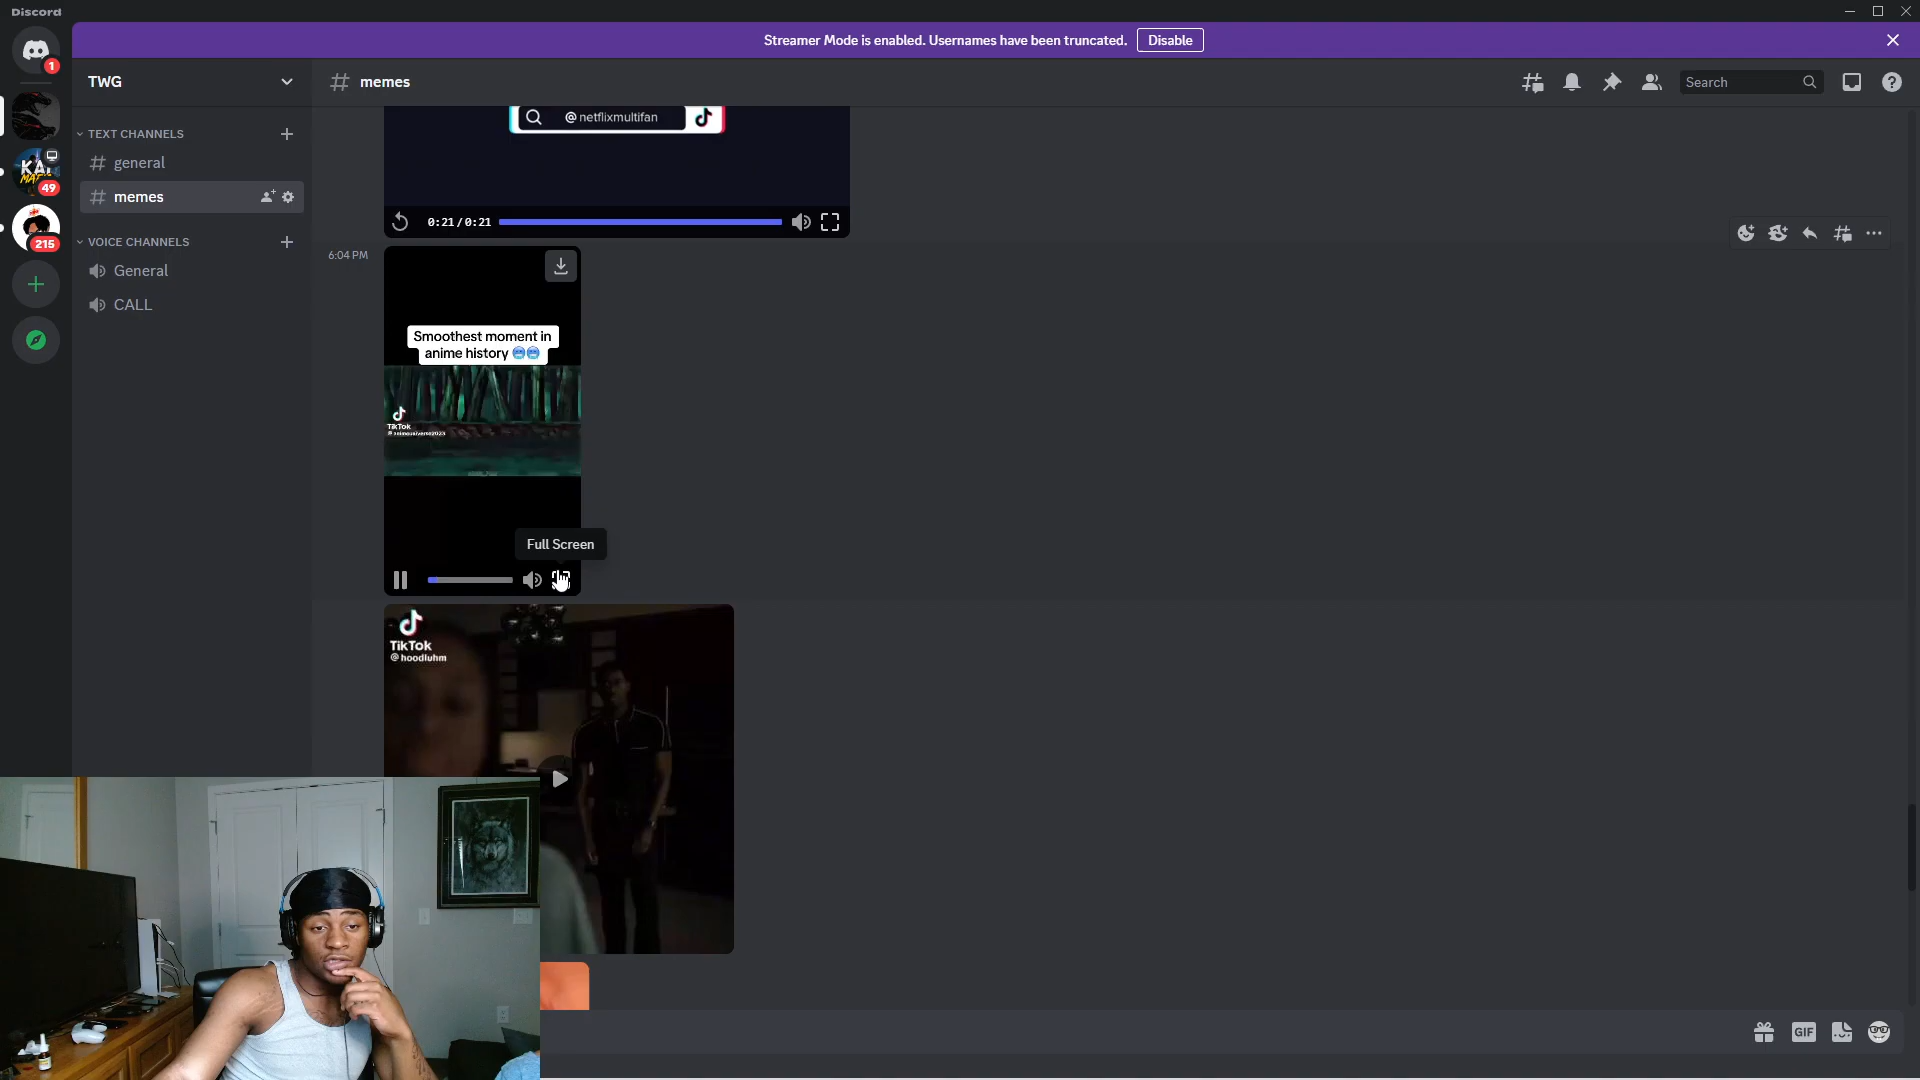 Discord
Streamer Mode is enabled. Usernames have been truncated.
Disable
1
TWG
memes
Search
TEXT CHANNELS
general
memes
49
215
VOICE CHANNELS
General
CALL
@netflixmultifan
0:21/0:21
6:04 PM
Smoothest moment in
anime history 🥶🥶
TikTok
Full Screen
TikTok
@hoodluhm
GIF